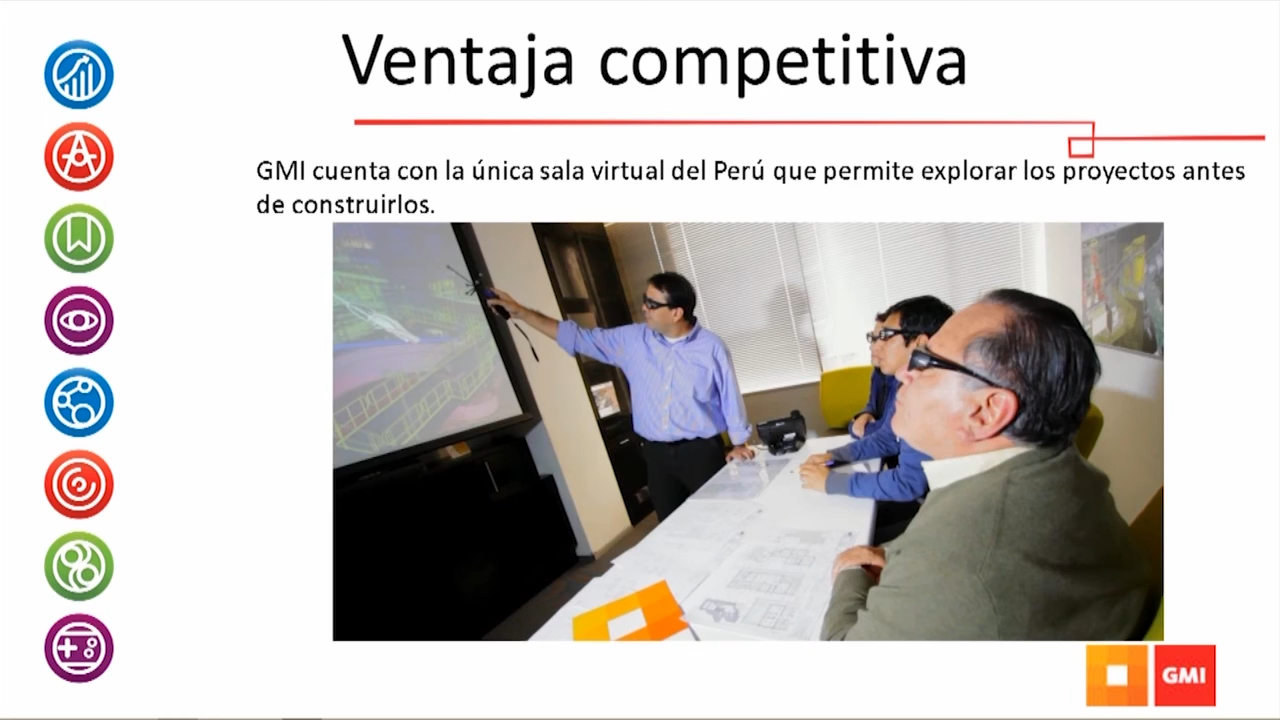 Ventaja competitiva
GMI cuenta con la única sala virtual del Perú que permite explorar los proyectos antes
de construirlos.
GMI